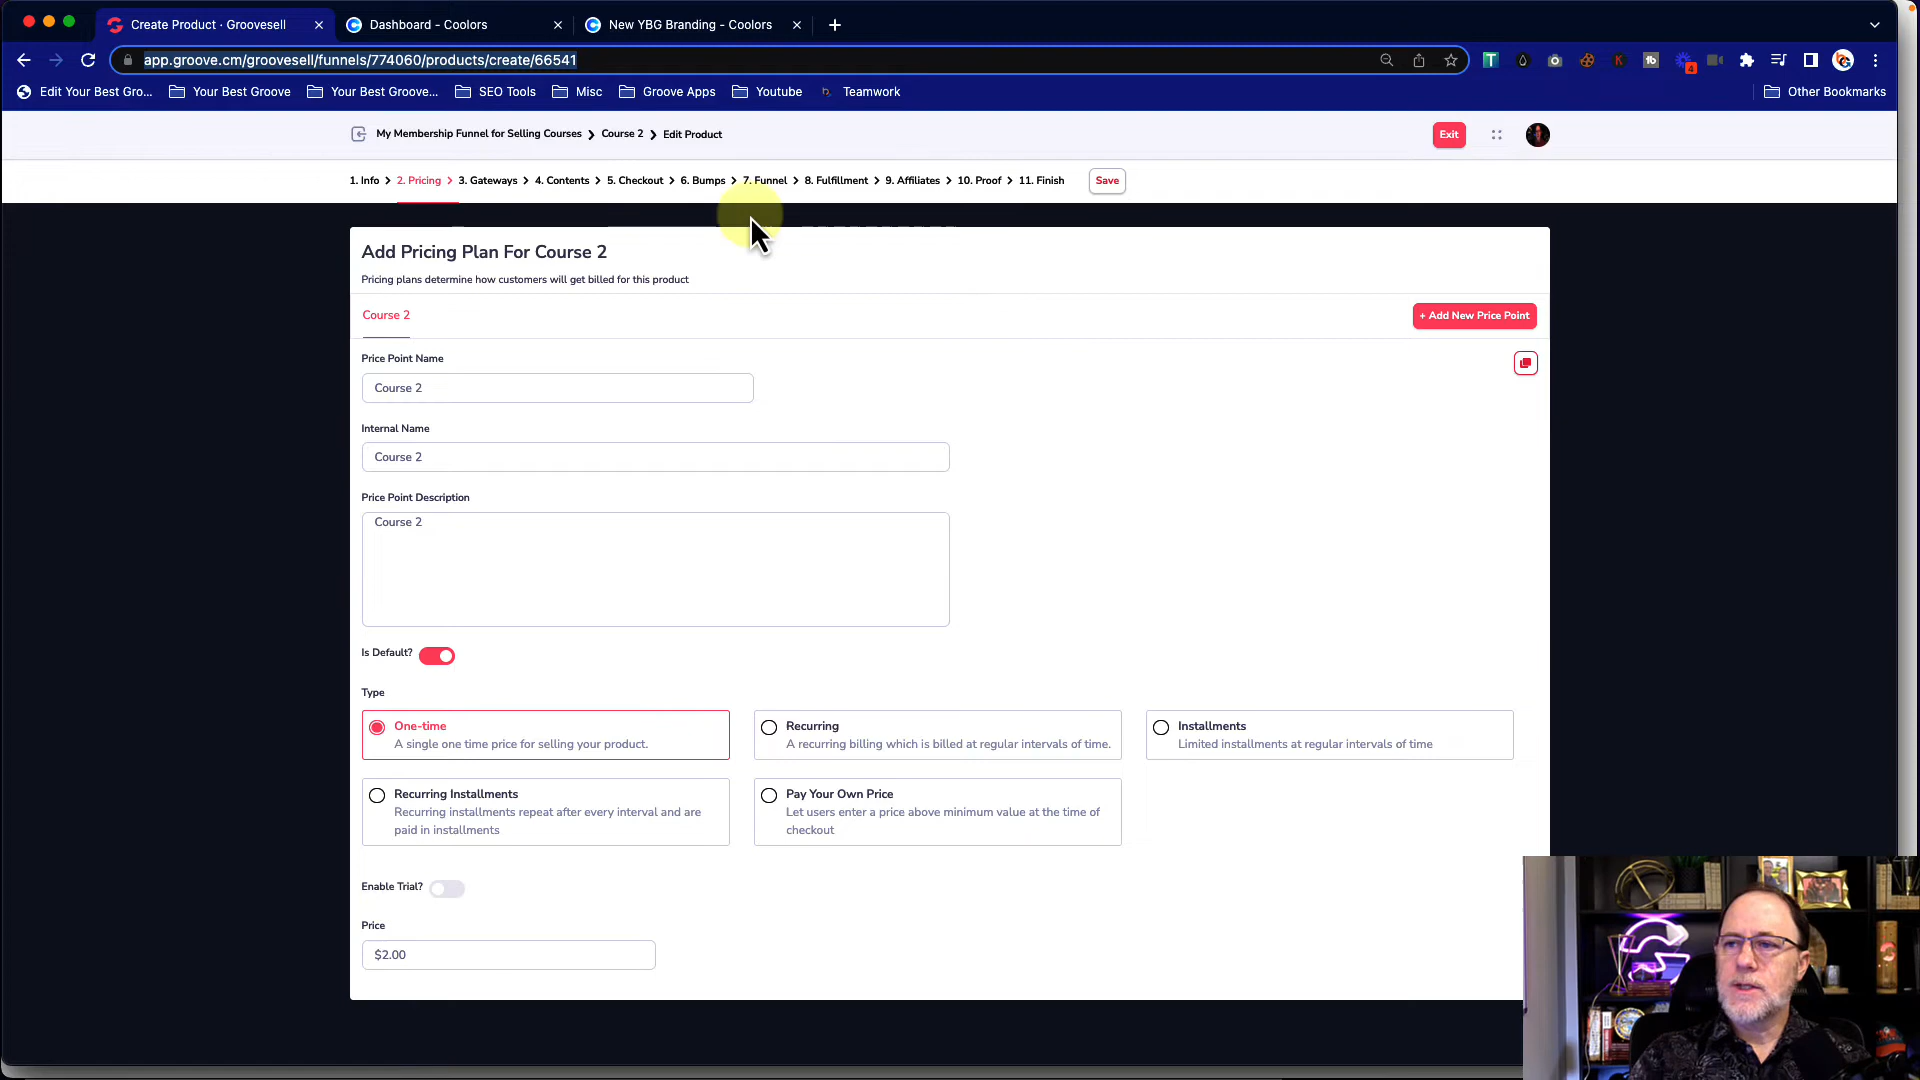 Create Product · Groovesell
Dashboard - Coolors
New YBG Branding - Coolors
app.groove.cm/groovesell/funnels/774060/products/create/66541
Edit Your Best Gro...
Your Best Groove
Your Best Groove...
SEO Tools
Misc
Groove Apps
Youtube
Teamwork
Other Bookmarks
My Membership Funnel for Selling Courses > Course 2 > Edit Product
Exit
1. Info > 2. Pricing > 3. Gateways > 4. Contents > 5. Checkout > 6. Bumps > 7. Funnel > 8. Fulfillment > 9. Affiliates > 10. Proof > 11. Finish
Save
Add Pricing Plan For Course 2
Pricing plans determine how customers will get billed for this product
Course 2
+ Add New Price Point
Price Point Name
Course 2
Internal Name
Course 2
Price Point Description
Course 2
Is Default?
Type
One-time
A single one time price for selling your product.
Recurring
A recurring billing which is billed at regular intervals of time.
Installments
Limited installments at regular intervals of time
Recurring Installments
Recurring installments repeat after every interval and are
paid in installments
Pay Your Own Price
Let users enter a price above minimum value at the time of
checkout
Enable Trial?
Price
$2.00